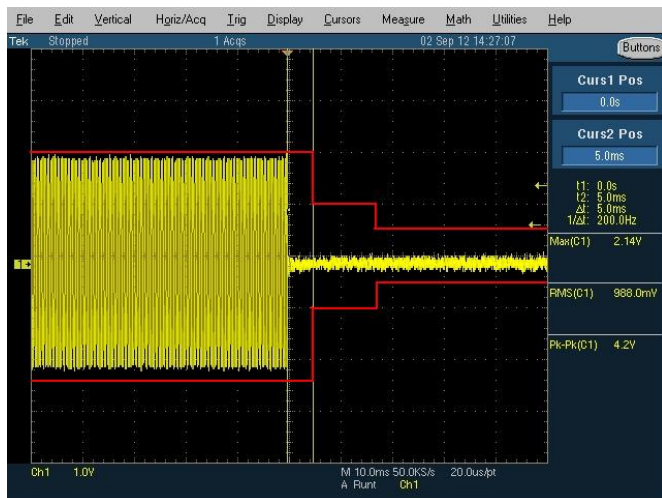 File Edit Vertical Horiz/Acq Trig Display Cursors Measure Math Utilities Help
Tek Stopped 1 Acqs 02 Sep 12 14:27:07 Buttons
Curs1 Pos
0.0s
Curs2 Pos
5.0ms
t1: 0.0s
t2: 5.0ms
Δt: 5.0ms
1/Δt: 200.0Hz
Max(C1) 2.14V
RMS(C1) 988.0mV
Pk-Pk(C1) 4.2V
1
Ch1 1.0V M 10.0ms 50.0KS/s 20.0us/pt
A Runt Ch1